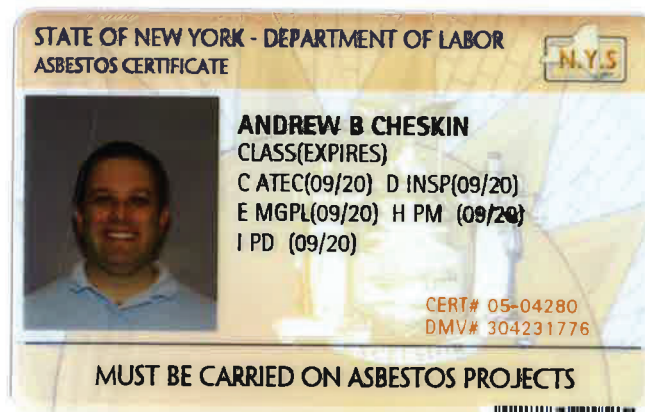 STATE OF NEW YORK - DEPARTMENT OF LABOR
ASBESTOS CERTIFICATE
N.Y.S
ANDREW B CHESKIN
CLASS(EXPIRES)
C ATEC(09/20) D INSP(09/20)
E MGPL(09/20) H PM (09/20)
I PD (09/20)
CERT# 05-04280
DMV# 304231776
MUST BE CARRIED ON ASBESTOS PROJECTS